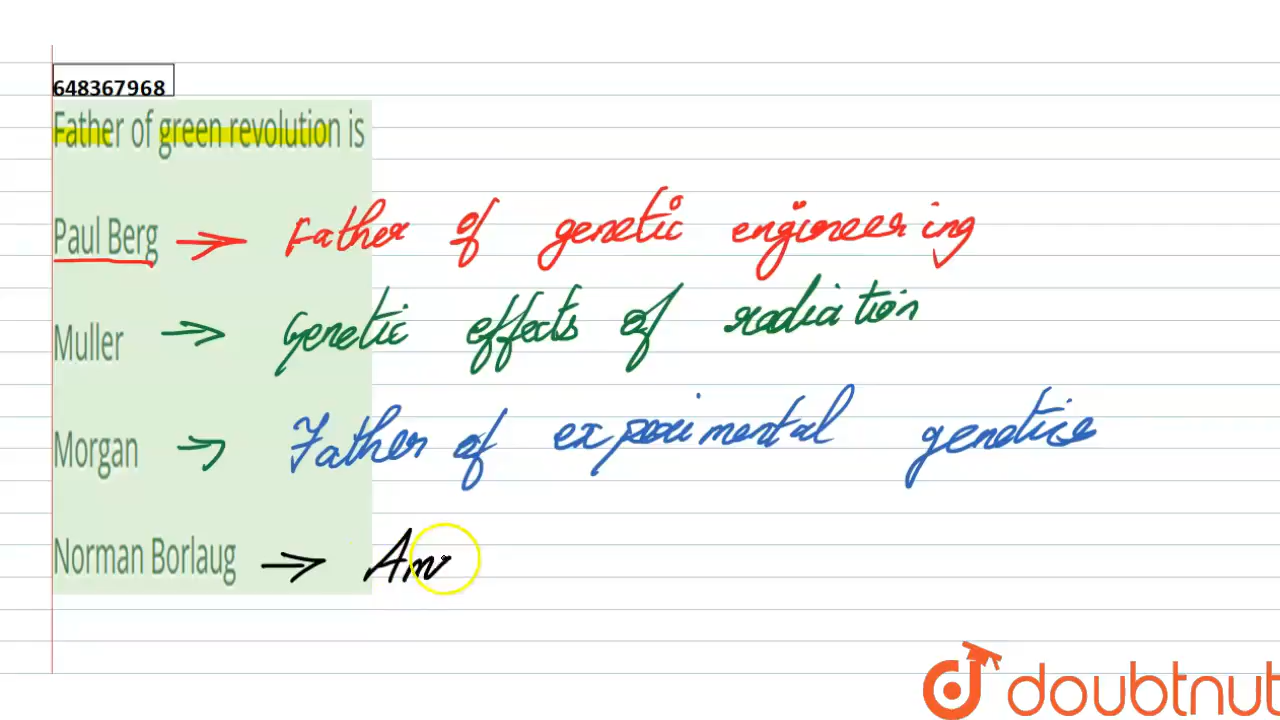 648367968
Father of green revolution is
Paul Berg → Father of genetic engineering
Muller → Genetic effects of radiation
Morgan → Father of experimental genetics
Norman Borlaug →
doubtnut